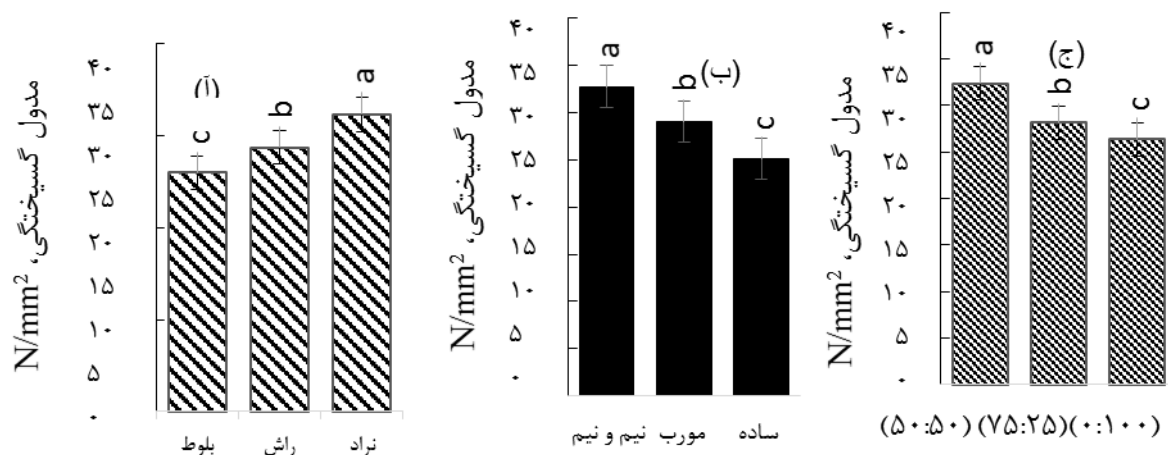 مدول گسیختگی، N/mm²
۴۰
۳۵
۳۰
۲۵
۲۰
۱۵
۱۰
۵
۰
(آ)
c
b
a
بلوط
راش
نراد
مدول گسیختگی، N/mm²
۴۰
۳۵
۳۰
۲۵
۲۰
۱۵
۱۰
۵
۰
(ب)
a
b
c
نیم و نیم
مورب
ساده
مدول گسیختگی، N/mm²
۴۰
۳۵
۳۰
۲۵
۲۰
۱۵
۱۰
۵
۰
(ج)
a
b
c
(۵۰:۵۰) (۷۵:۲۵)(۰:۱۰۰)